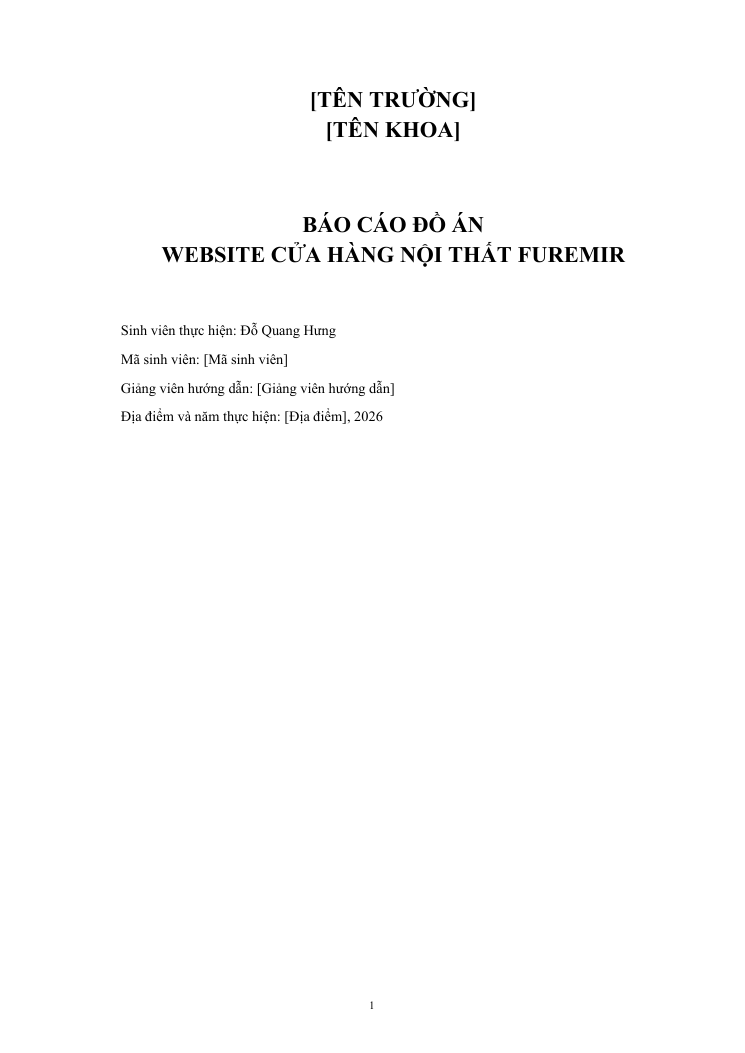 [TÊN TRƯỜNG]
[TÊN KHOA]
BÁO CÁO ĐỒ ÁN
WEBSITE CỬA HÀNG NỘI THẤT FUREMIR
Sinh viên thực hiện: Đỗ Quang Hưng
Mã sinh viên: [Mã sinh viên]
Giảng viên hướng dẫn: [Giảng viên hướng dẫn]
Địa điểm và năm thực hiện: [Địa điểm], 2026
1